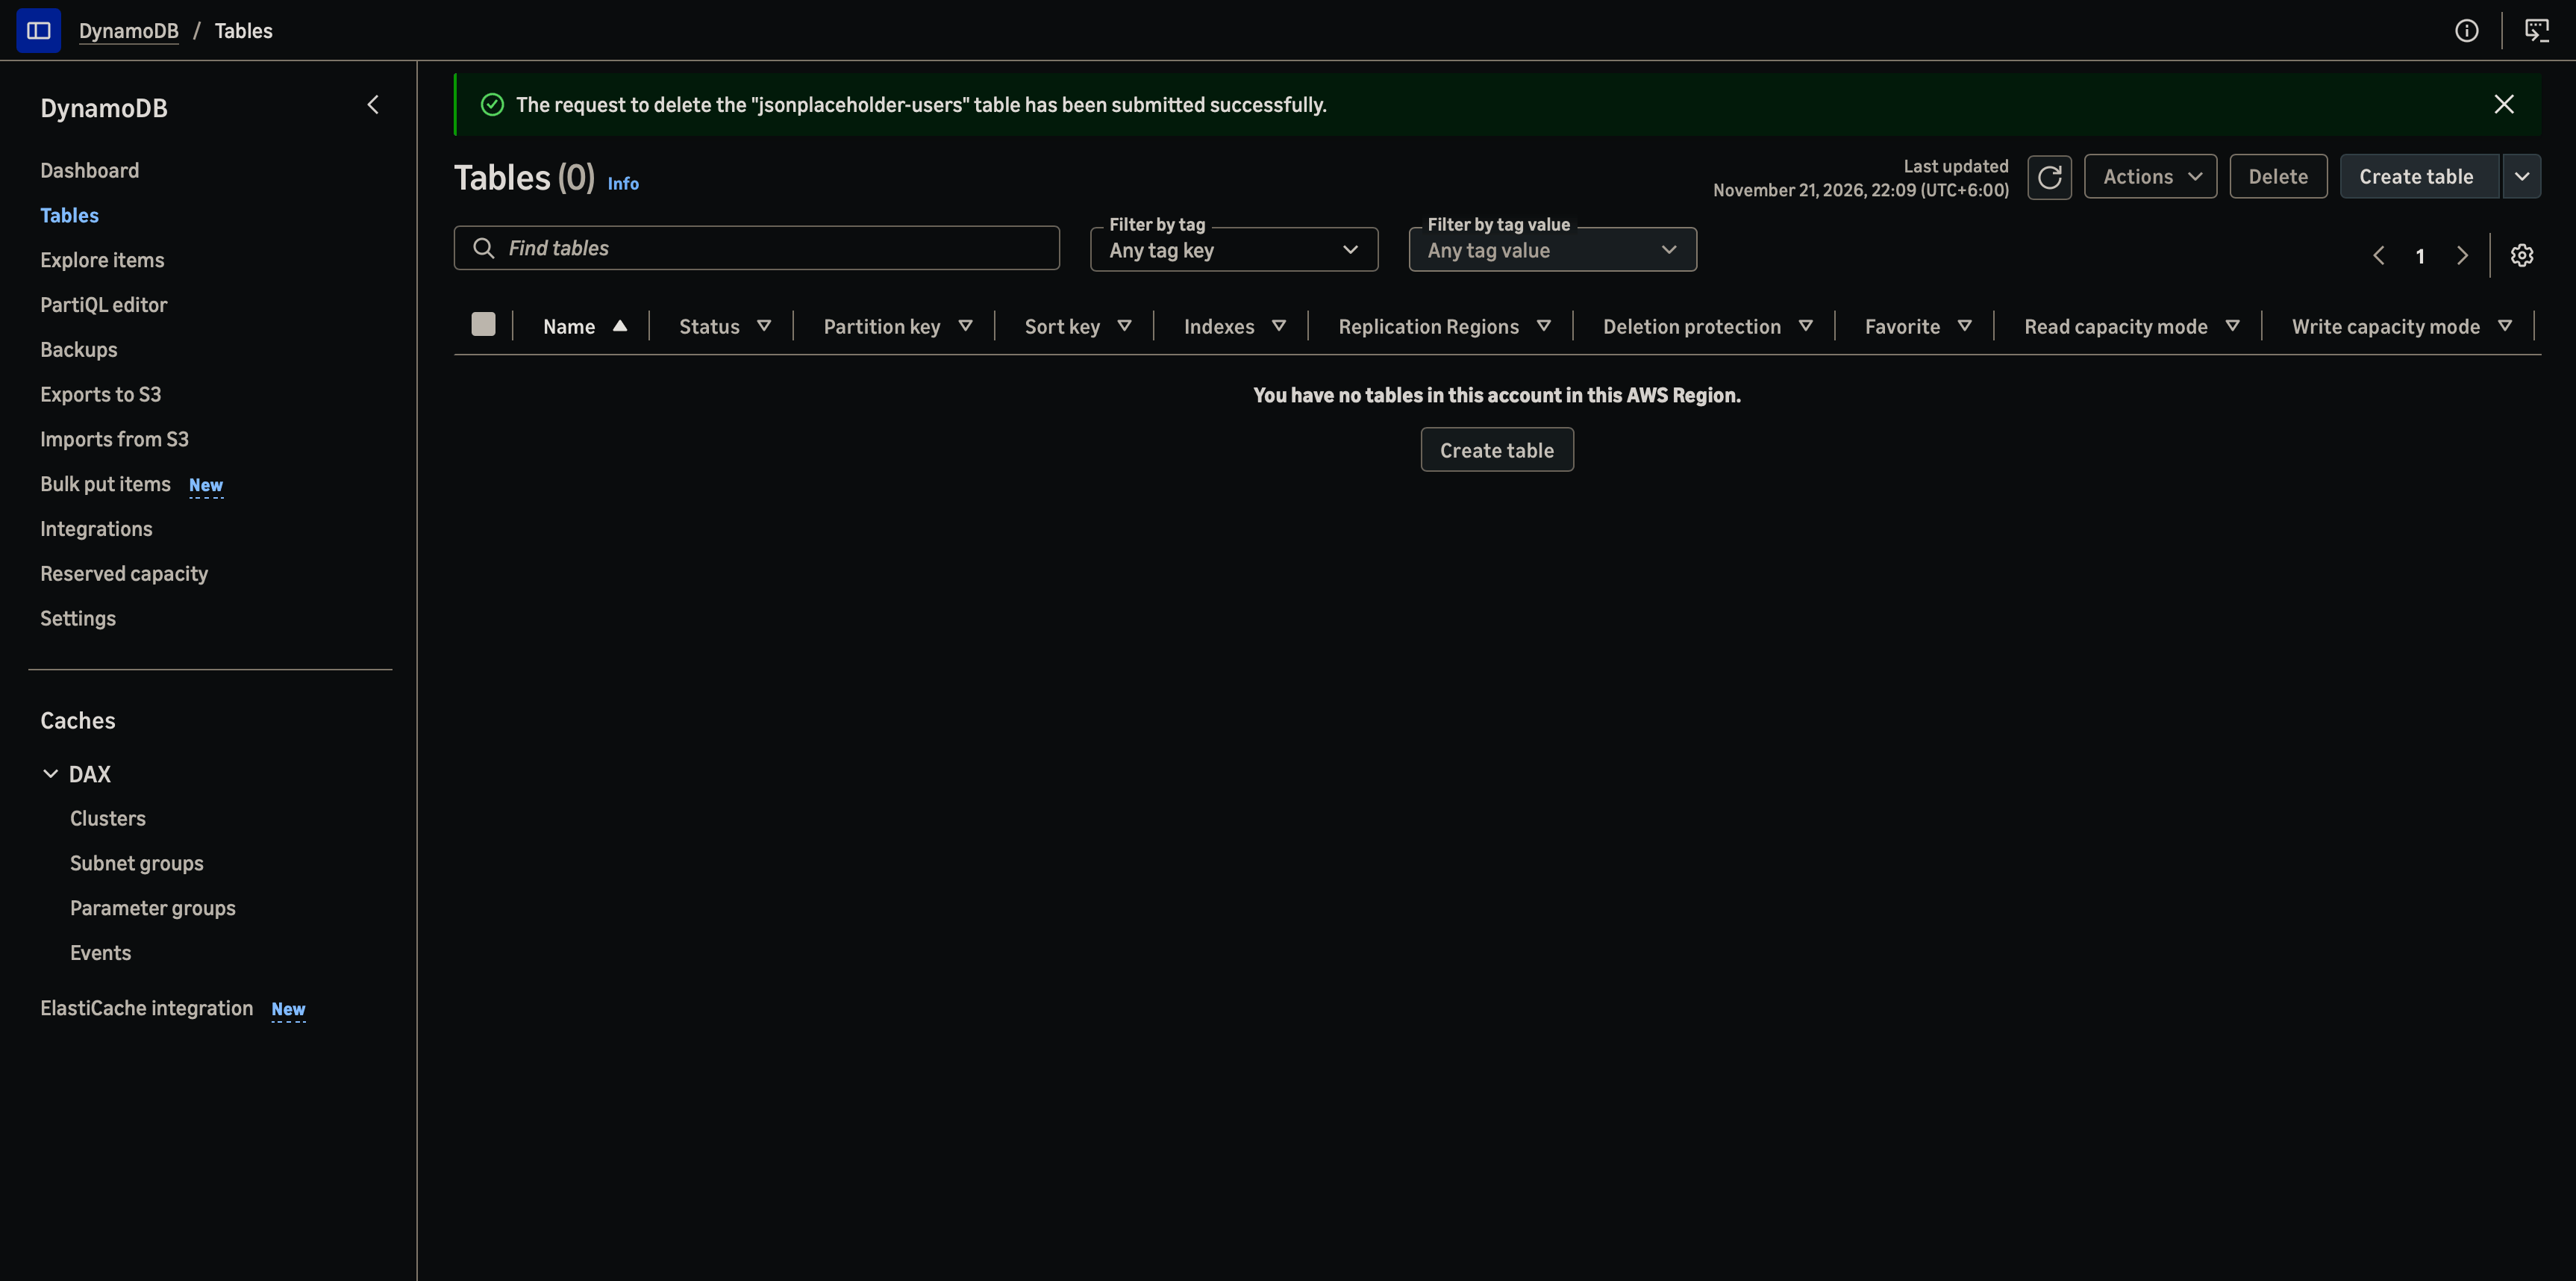 DynamoDB / Tables
DynamoDB
Dashboard
Tables
Explore items
PartiQL editor
Backups
Exports to S3
Imports from S3
Bulk put items New
Integrations
Reserved capacity
Settings
Caches
DAX
Clusters
Subnet groups
Parameter groups
Events
ElastiCache integration New
The request to delete the "jsonplaceholder-users" table has been submitted successfully.
Tables (0) Info
Last updated
November 21, 2026, 22:09 (UTC+6:00)
Actions
Delete
Create table
Find tables
Filter by tag
Any tag key
Filter by tag value
Any tag value
1
Name Status Partition key Sort key Indexes Replication Regions Deletion protection Favorite Read capacity mode Write capacity mode
You have no tables in this account in this AWS Region.
Create table